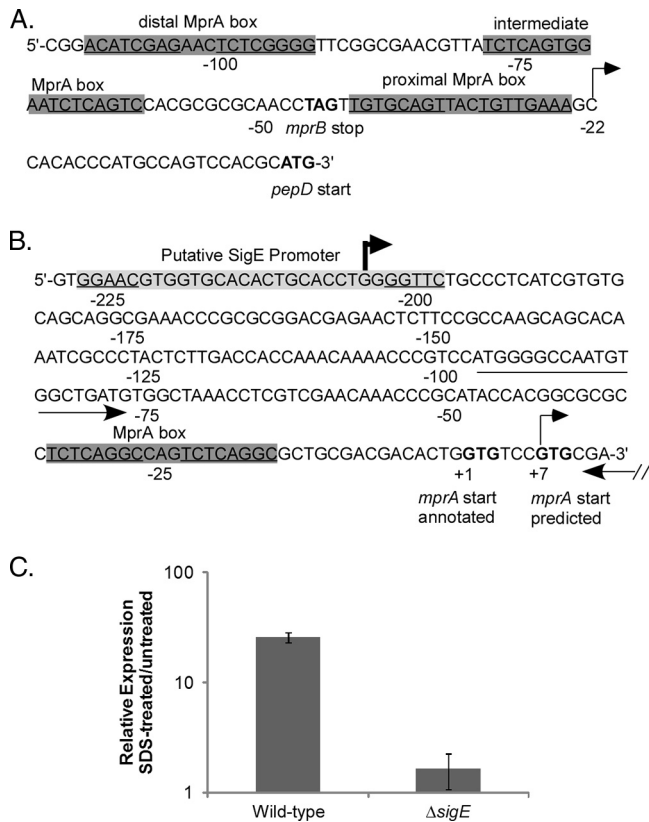 A.
distal MprA box
intermediate
5'-CGGACATCGAGAACTCTCGGGGTTCGGCGAACGTTATCTCAGTGG
-100
-75
MprA box
proximal MprA box
AATCTCAGTCCACGCGCGCAACCTAGTTGTGCAGTTACTGTTGAAAGC
-50
mprB stop
-22
CACACCCATGCCAGTCCACGCATG-3'
pepD start
B.
Putative SigE Promoter
5'-GTGGAACGTGGTGCACACTGCACCTGGGGTTCTGCCCTCATCGTGTG
-225
-200
CAGCAGGCGAAACCCGCGCGGACGAGAACTCTTCCGCCAAGCAGCACA
-175
-150
AATCGCCCTACTCTTGACCACCAAACAAAACCCGTCCATGGGGCCAATGT
-125
-100
GGCTGATGTGGCTAAACCTCGTCGAACAAACCCGCATACCACGGCGCGC
-75
-50
CTCTCAGGCCAGTCTCAGGCGCTGCGACGACACTGGTGTCCGTGCGA-3'
MprA box
-25
+1
+7
mprA start
annotated
mprA start
predicted
C.
Relative Expression
SDS-treated/untreated
100
10
1
Wild-type
ΔsigE